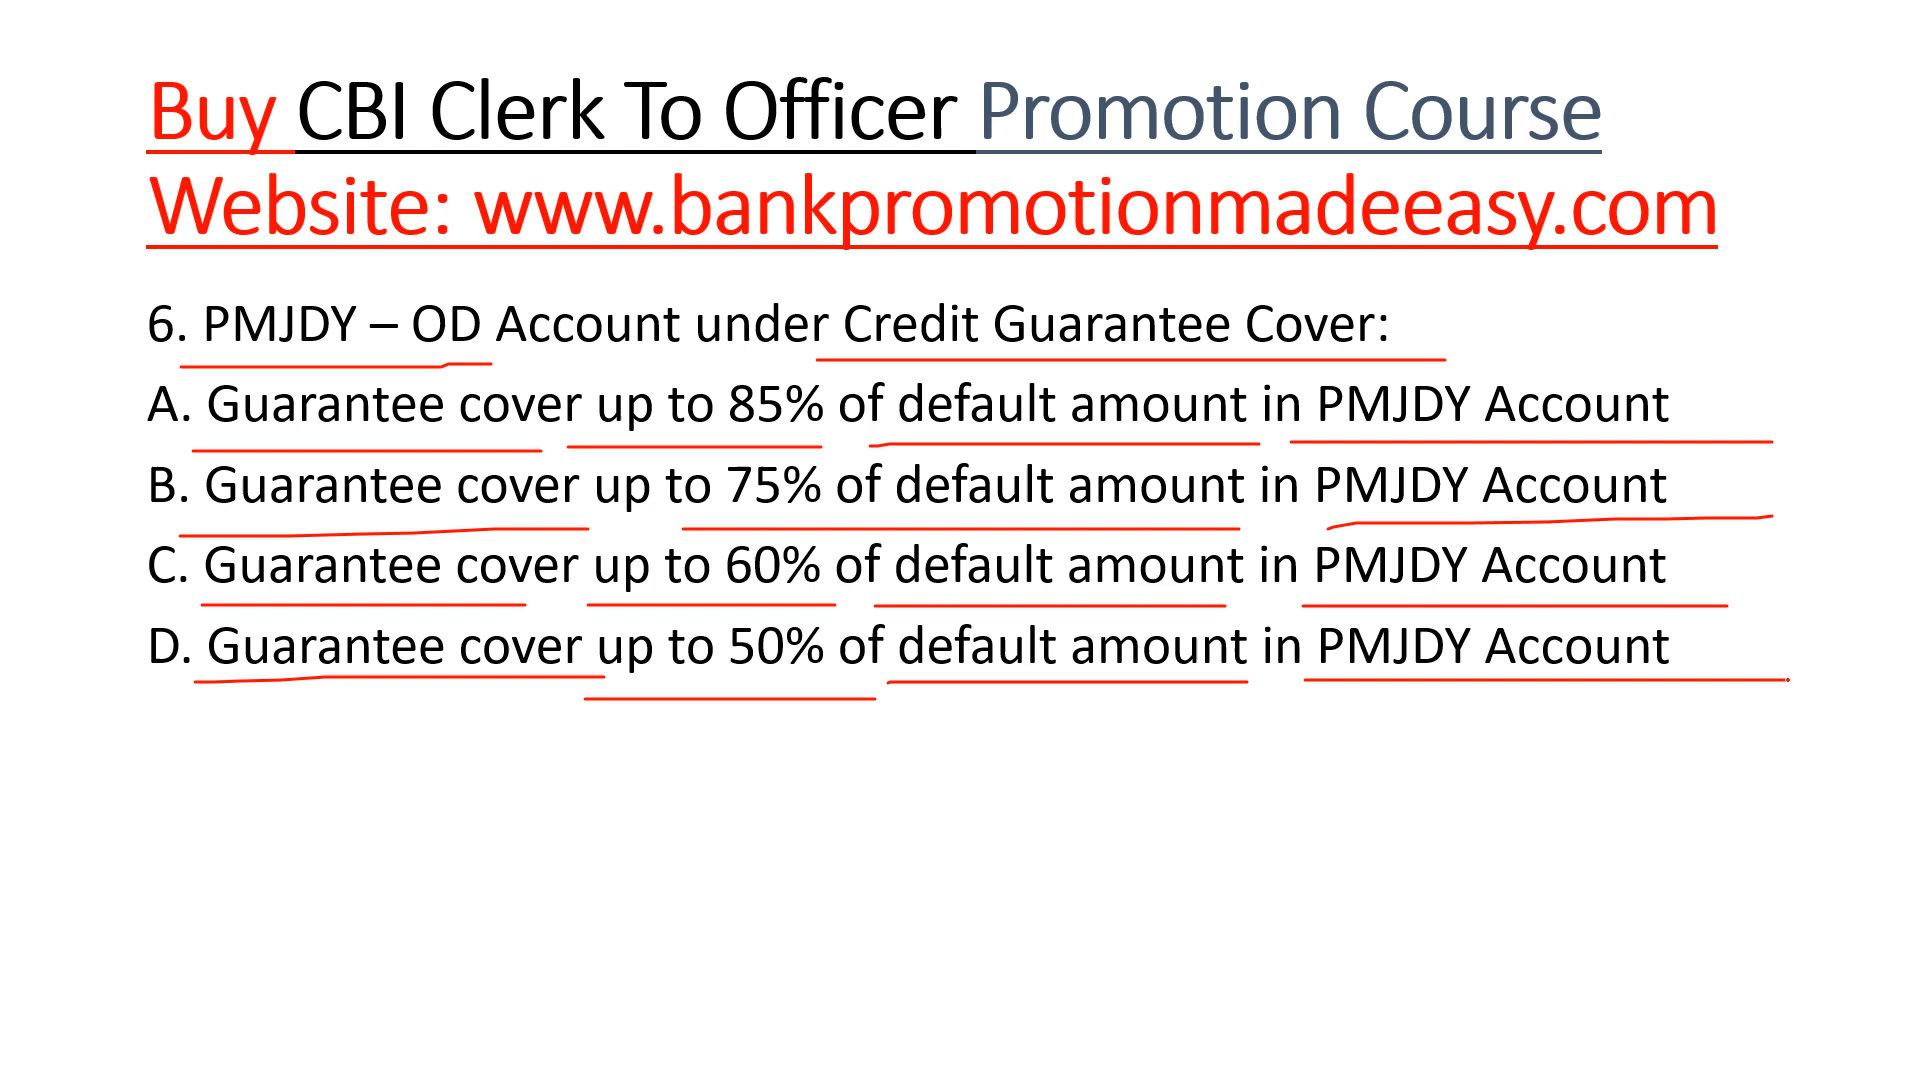 Buy CBI Clerk To Officer Promotion Course
Website: www.bankpromotionmadeeasy.com
6. PMJDY – OD Account under Credit Guarantee Cover:
A. Guarantee cover up to 85% of default amount in PMJDY Account
B. Guarantee cover up to 75% of default amount in PMJDY Account
C. Guarantee cover up to 60% of default amount in PMJDY Account
D. Guarantee cover up to 50% of default amount in PMJDY Account